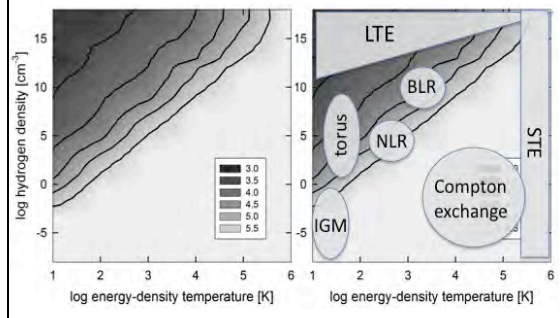 log hydrogen density [cm-3]
15
10
5
0
-5
3.0
3.5
4.0
4.5
5.0
5.5
1
2
3
4
5
6
log energy-density temperature [K]
15
10
5
0
-5
LTE
BLR
torus
NLR
STE
IGM
Compton
exchange
1
2
3
4
5
6
log energy-density temperature [K]